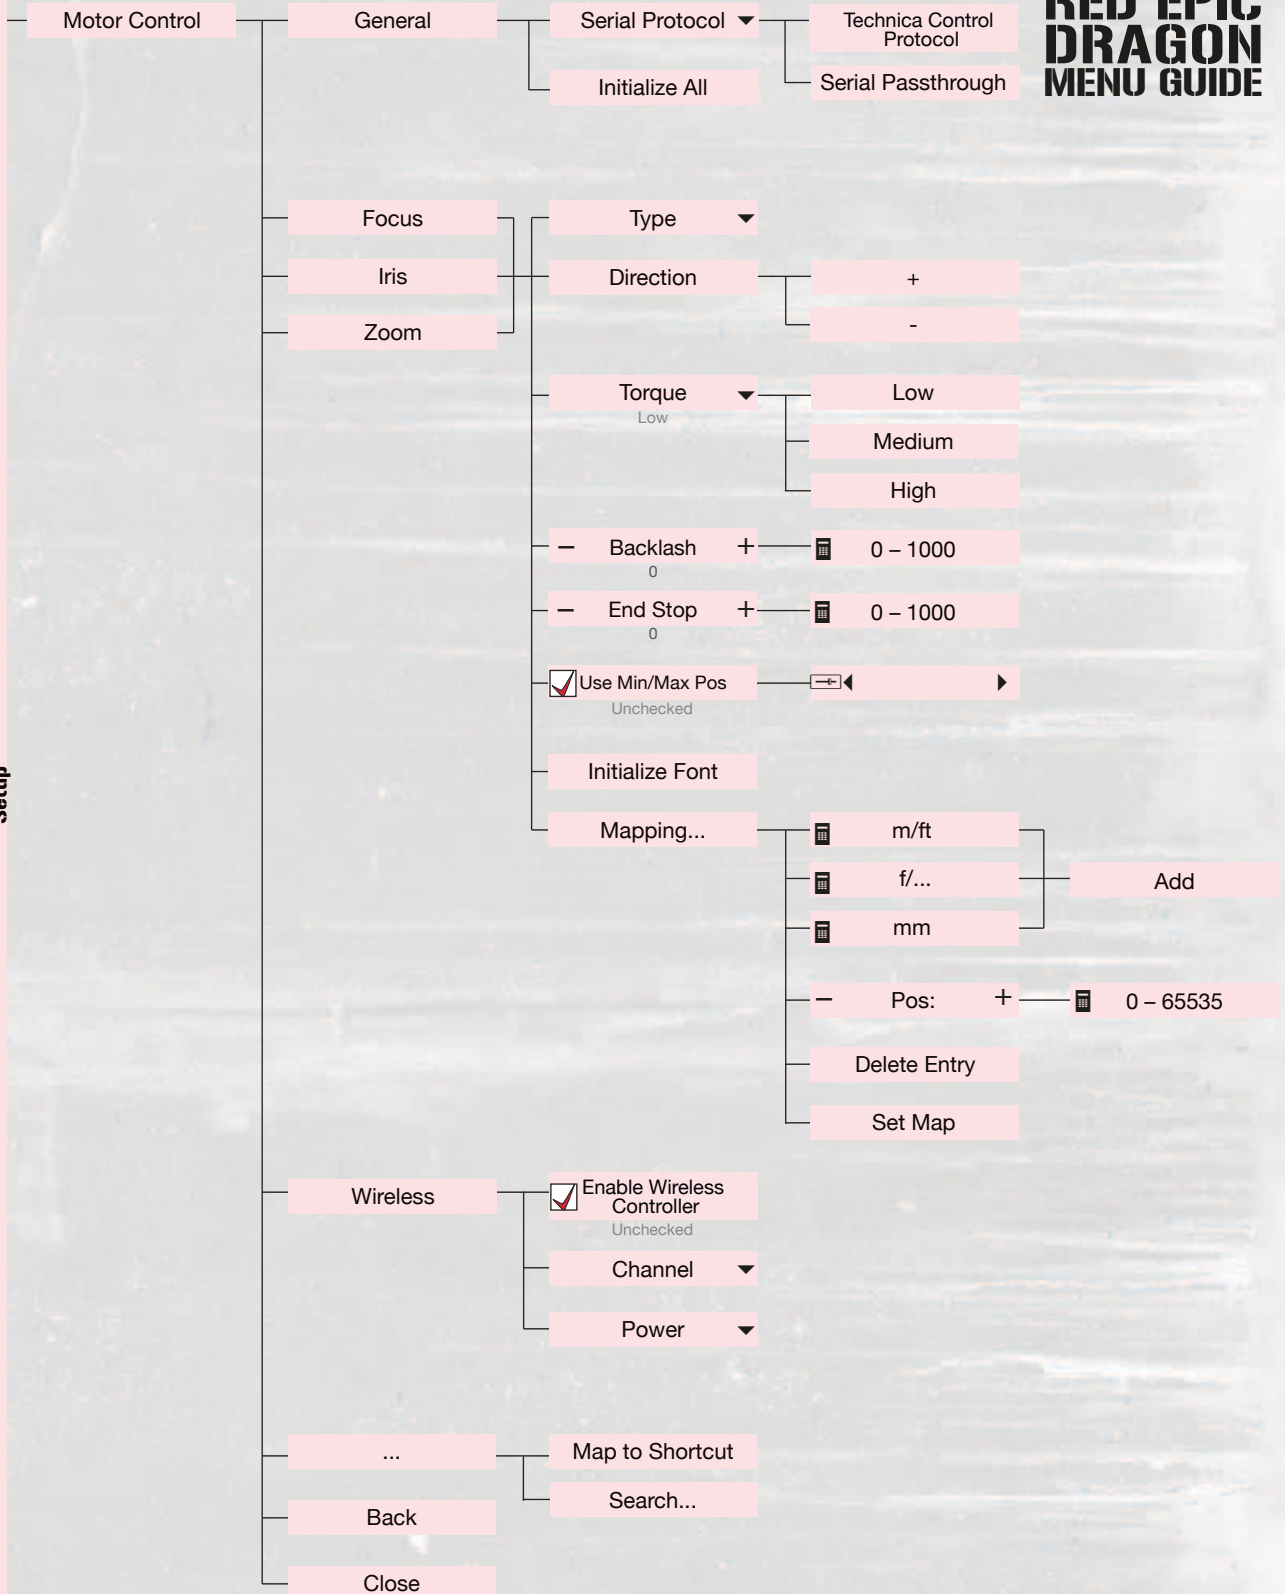 RED EPIC
DRAGON
MENU GUIDE
Motor Control
General
Serial Protocol
Technica Control
Protocol
Serial Passthrough
Initialize All
Focus
Iris
Zoom
Type
Direction
+
-
Torque
Low
Low
Medium
High
– Backlash +
0
0 – 1000
– End Stop +
0
0 – 1000
Use Min/Max Pos
Unchecked
Initialize Font
Mapping...
m/ft
f/...
mm
Add
– Pos: +
0 – 65535
Delete Entry
Set Map
Setup
Wireless
Enable Wireless
Controller
Unchecked
Channel
Power
...
Map to Shortcut
Search...
Back
Close